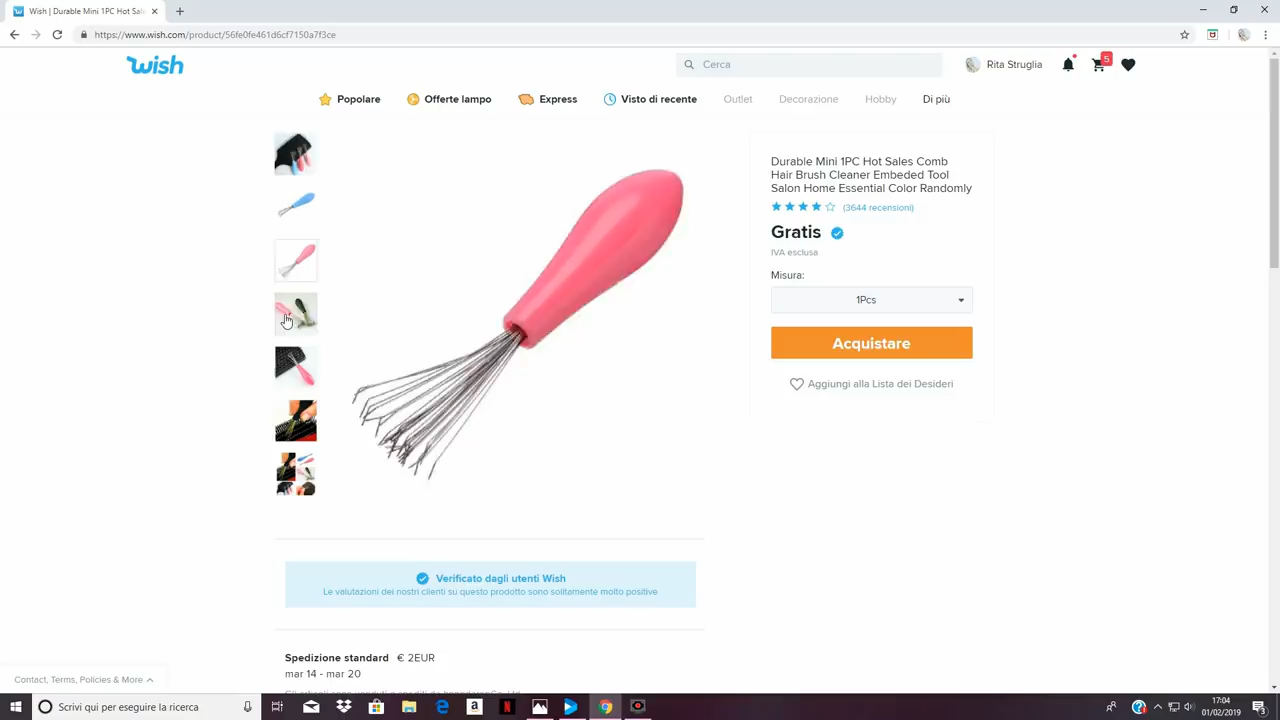 Wish | Durable Mini 1PC Hot Sal
https://www.wish.com/product/56fe0fe461d6cf7150a7f3ce
wish
Cerca
Rita Struglia
5
Popolare
Offerte lampo
Express
Visto di recente
Outlet
Decorazione
Hobby
Di più
Durable Mini 1PC Hot Sales Comb
Hair Brush Cleaner Embeded Tool
Salon Home Essential Color Randomly
(3644 recensioni)
Gratis
IVA esclusa
Misura:
1Pcs
Acquistare
Aggiungi alla Lista dei Desideri
Verificato dagli utenti Wish
Le valutazioni dei nostri clienti su questo prodotto sono solitamente molto positive
Spedizione standard € 2EUR
mar 14 - mar 20
Contact, Terms, Policies & More
Scrivi qui per eseguire la ricerca
17:04
01/02/2019